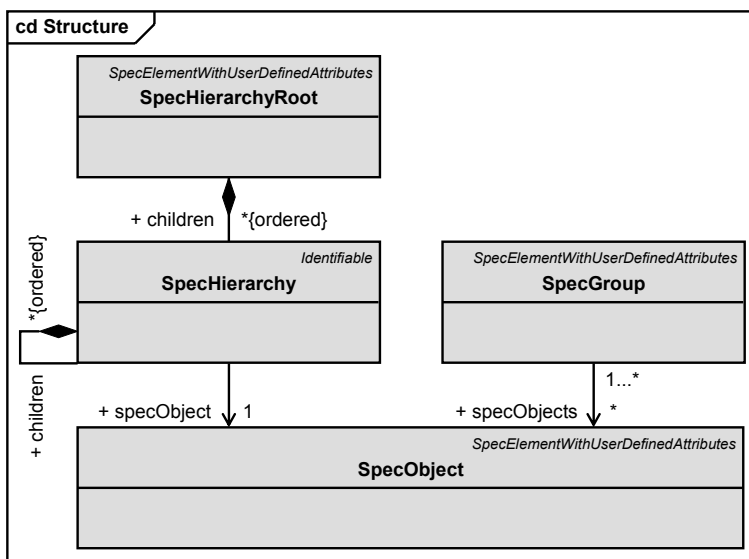 cd Structure
SpecElementWithUserDefinedAttributes
SpecHierarchyRoot
+ children *{ordered}
Identifiable
SpecHierarchy
SpecElementWithUserDefinedAttributes
SpecGroup
*{ordered}
+ children
1...*
+ specObject 1
+ specObjects *
SpecElementWithUserDefinedAttributes
SpecObject